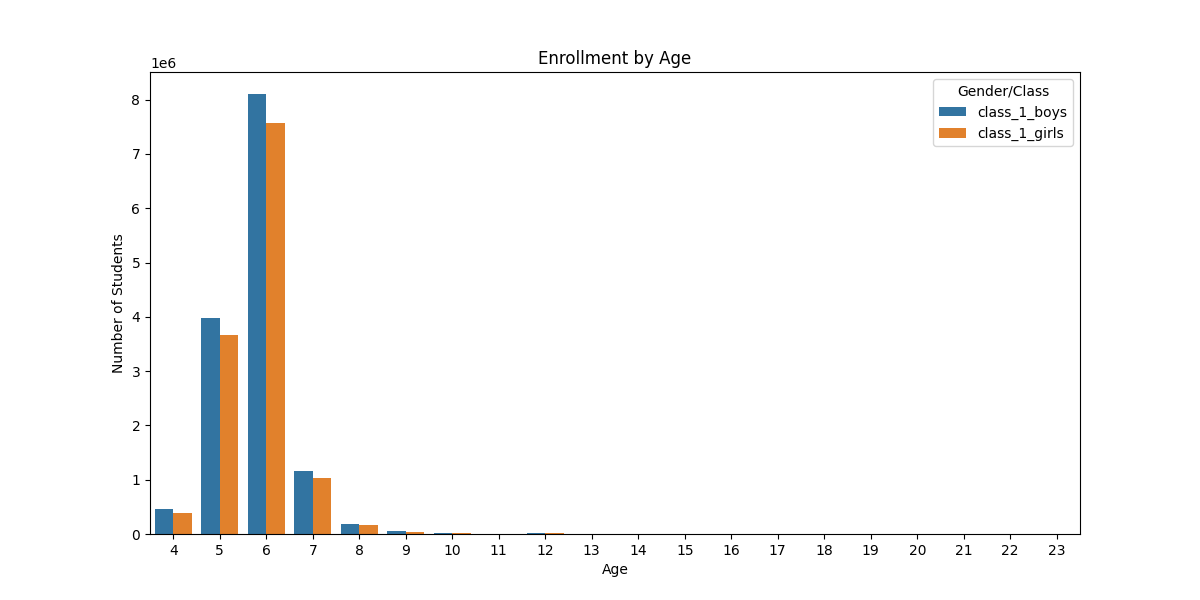 Enrollment by Age
1e6
Gender/Class
class_1_boys
class_1_girls
8
7
6
5
4
3
2
1
0
Number of Students
4 5 6 7 8 9 10 11 12 13 14 15 16 17 18 19 20 21 22 23
Age